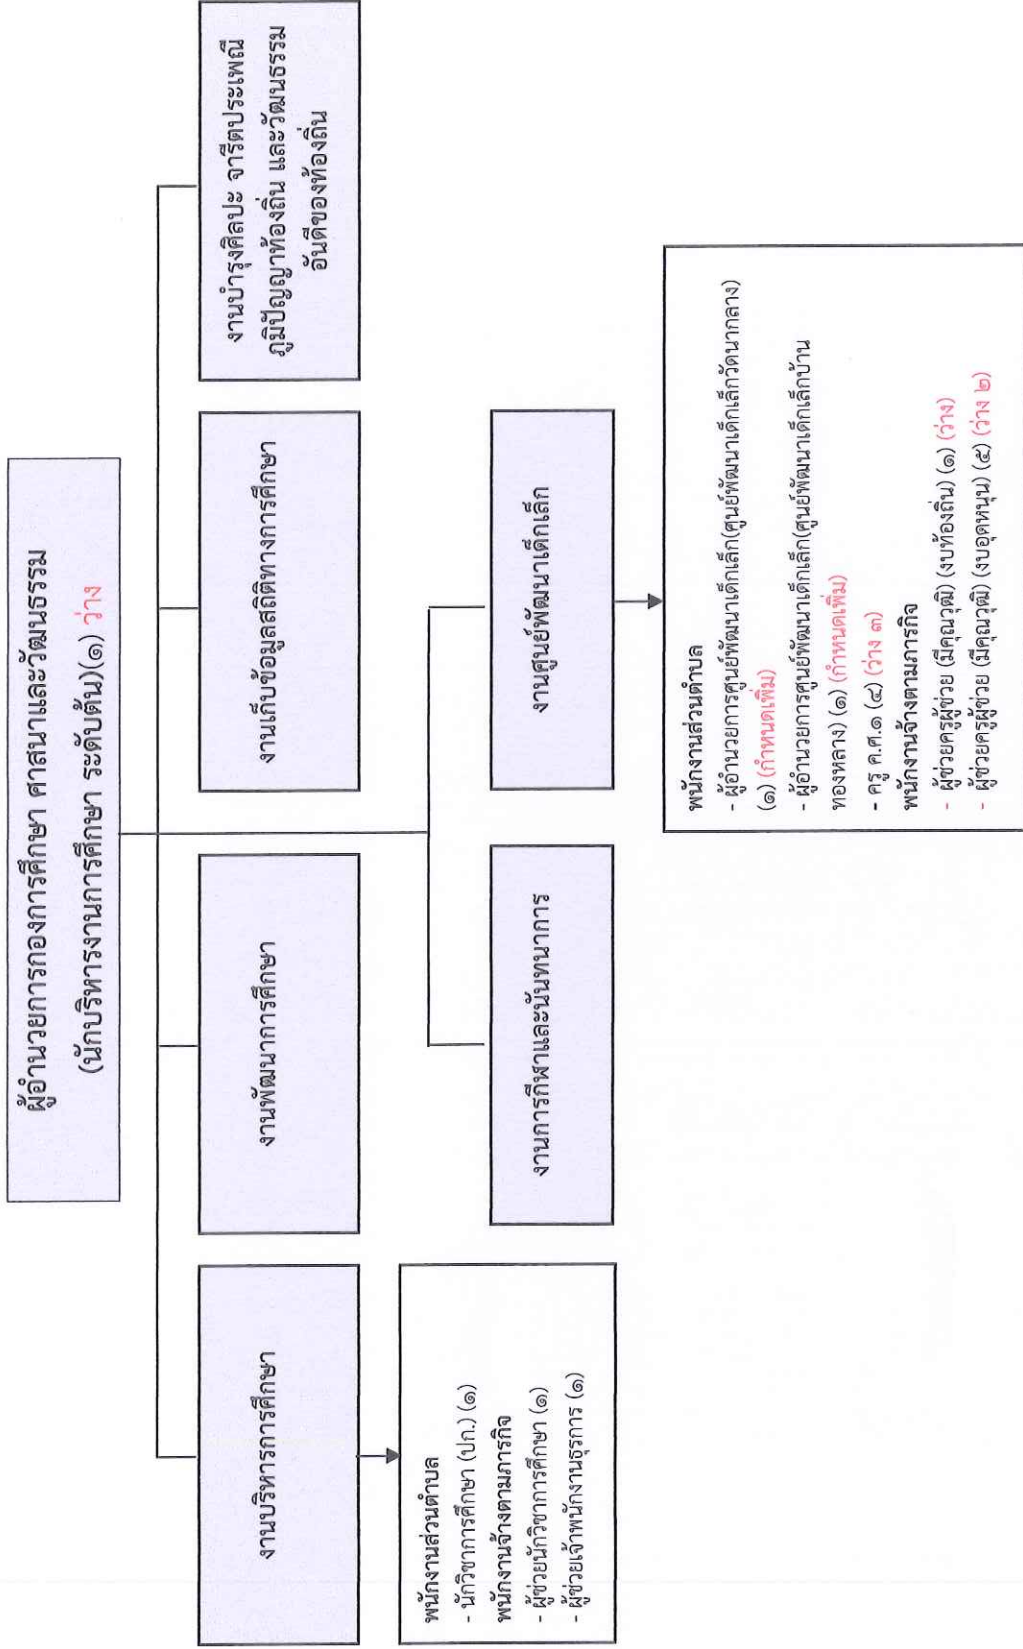 ผู้อำนวยการกองการศึกษา ศาสนาและวัฒนธรรม
(นักบริหารงานการศึกษา ระดับต้น)(๑) ว่าง
งานบริหารการศึกษา
งานพัฒนาการศึกษา
งานเก็บข้อมูลสถิติทางการศึกษา
งานบำรุงศิลปะ จารีตประเพณี
ภูมิปัญญาท้องถิ่น และวัฒนธรรม
อันดีของท้องถิ่น
พนักงานส่วนตำบล
- นักวิชาการศึกษา (ปก.) (๑)
พนักงานจ้างตามภารกิจ
- ผู้ช่วยนักวิชาการศึกษา (๑)
- ผู้ช่วยเจ้าพนักงานธุรการ (๑)
งานการกีฬาและนันทนาการ
งานศูนย์พัฒนาเด็กเล็ก
พนักงานส่วนตำบล
- ผู้อำนวยการศูนย์พัฒนาเด็กเล็ก(ศูนย์พัฒนาเด็กเล็กวัดนากลาง)
(๑) (กำหนดเพิ่ม)
- ผู้อำนวยการศูนย์พัฒนาเด็กเล็ก(ศูนย์พัฒนาเด็กเล็กบ้าน
ทองหลาง) (๑) (กำหนดเพิ่ม)
- ครู ค.ศ.๑ (๔) (ว่าง ๓)
พนักงานจ้างตามภารกิจ
- ผู้ช่วยครูผู้ช่วย (มีคุณวุฒิ) (งบท้องถิ่น) (๑) (ว่าง)
- ผู้ช่วยครูผู้ช่วย (มีคุณวุฒิ) (งบอุดหนุน) (๕) (ว่าง ๒)